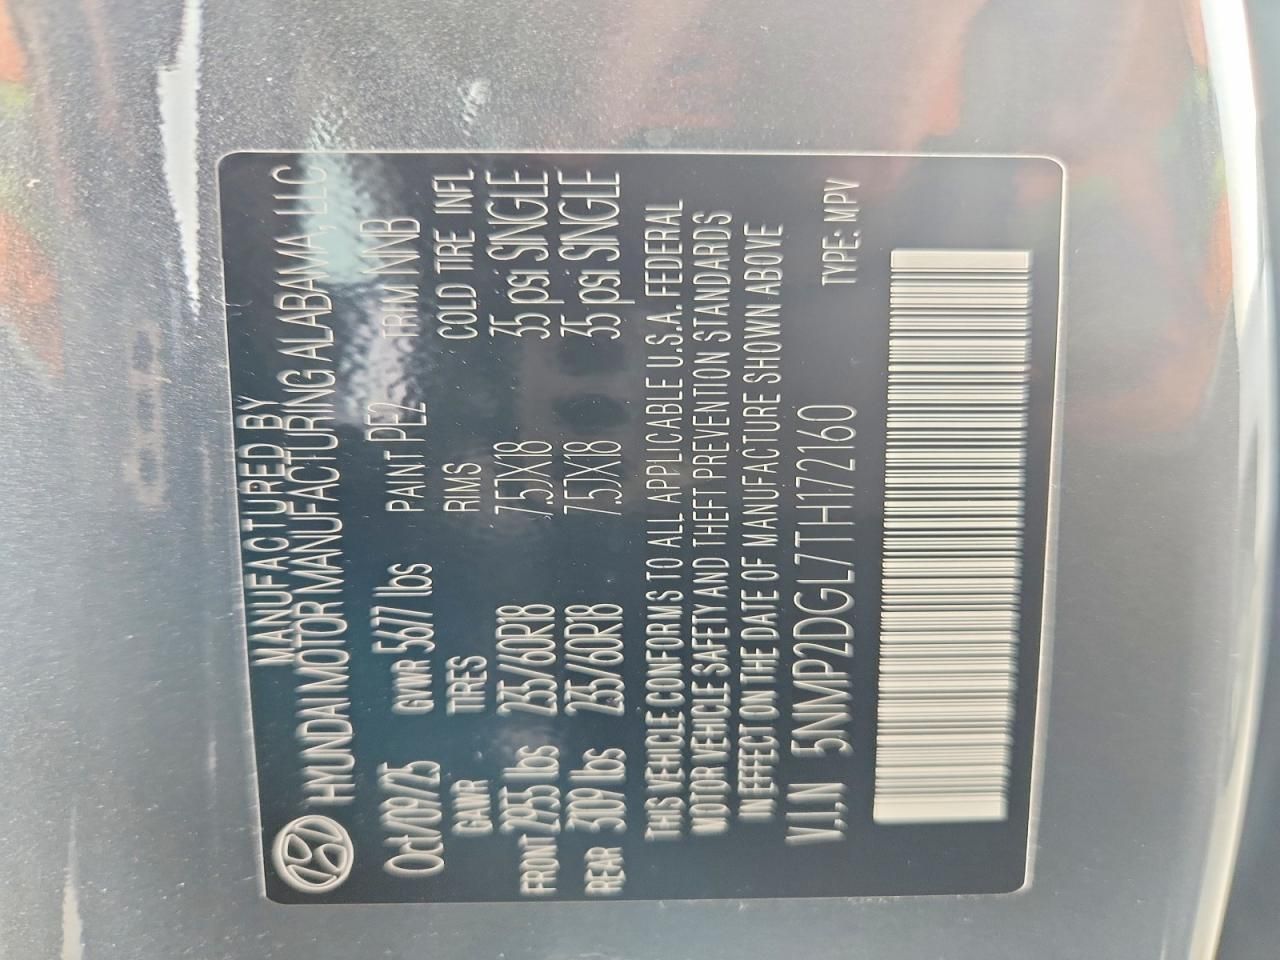 MANUFACTURED BY
HYUNDAI MOTOR MANUFACTURING ALABAMA, LLC
Oct/09/25 GVWR 5677 lbs PAINT PE2 TRIM NNB
GAWR TIRES RIMS COLD TIRE INFL
FRONT 2955 lbs 235/60R18 7.5JX18 35 psi SINGLE
REAR 3109 lbs 235/60R18 7.5JX18 35 psi SINGLE
THIS VEHICLE CONFORMS TO ALL APPLICABLE U.S.A. FEDERAL
MOTOR VEHICLE SAFETY AND THEFT PREVENTION STANDARDS
IN EFFECT ON THE DATE OF MANUFACTURE SHOWN ABOVE
V.I.N 5NMP2DGL7TH172160 TYPE: MPV